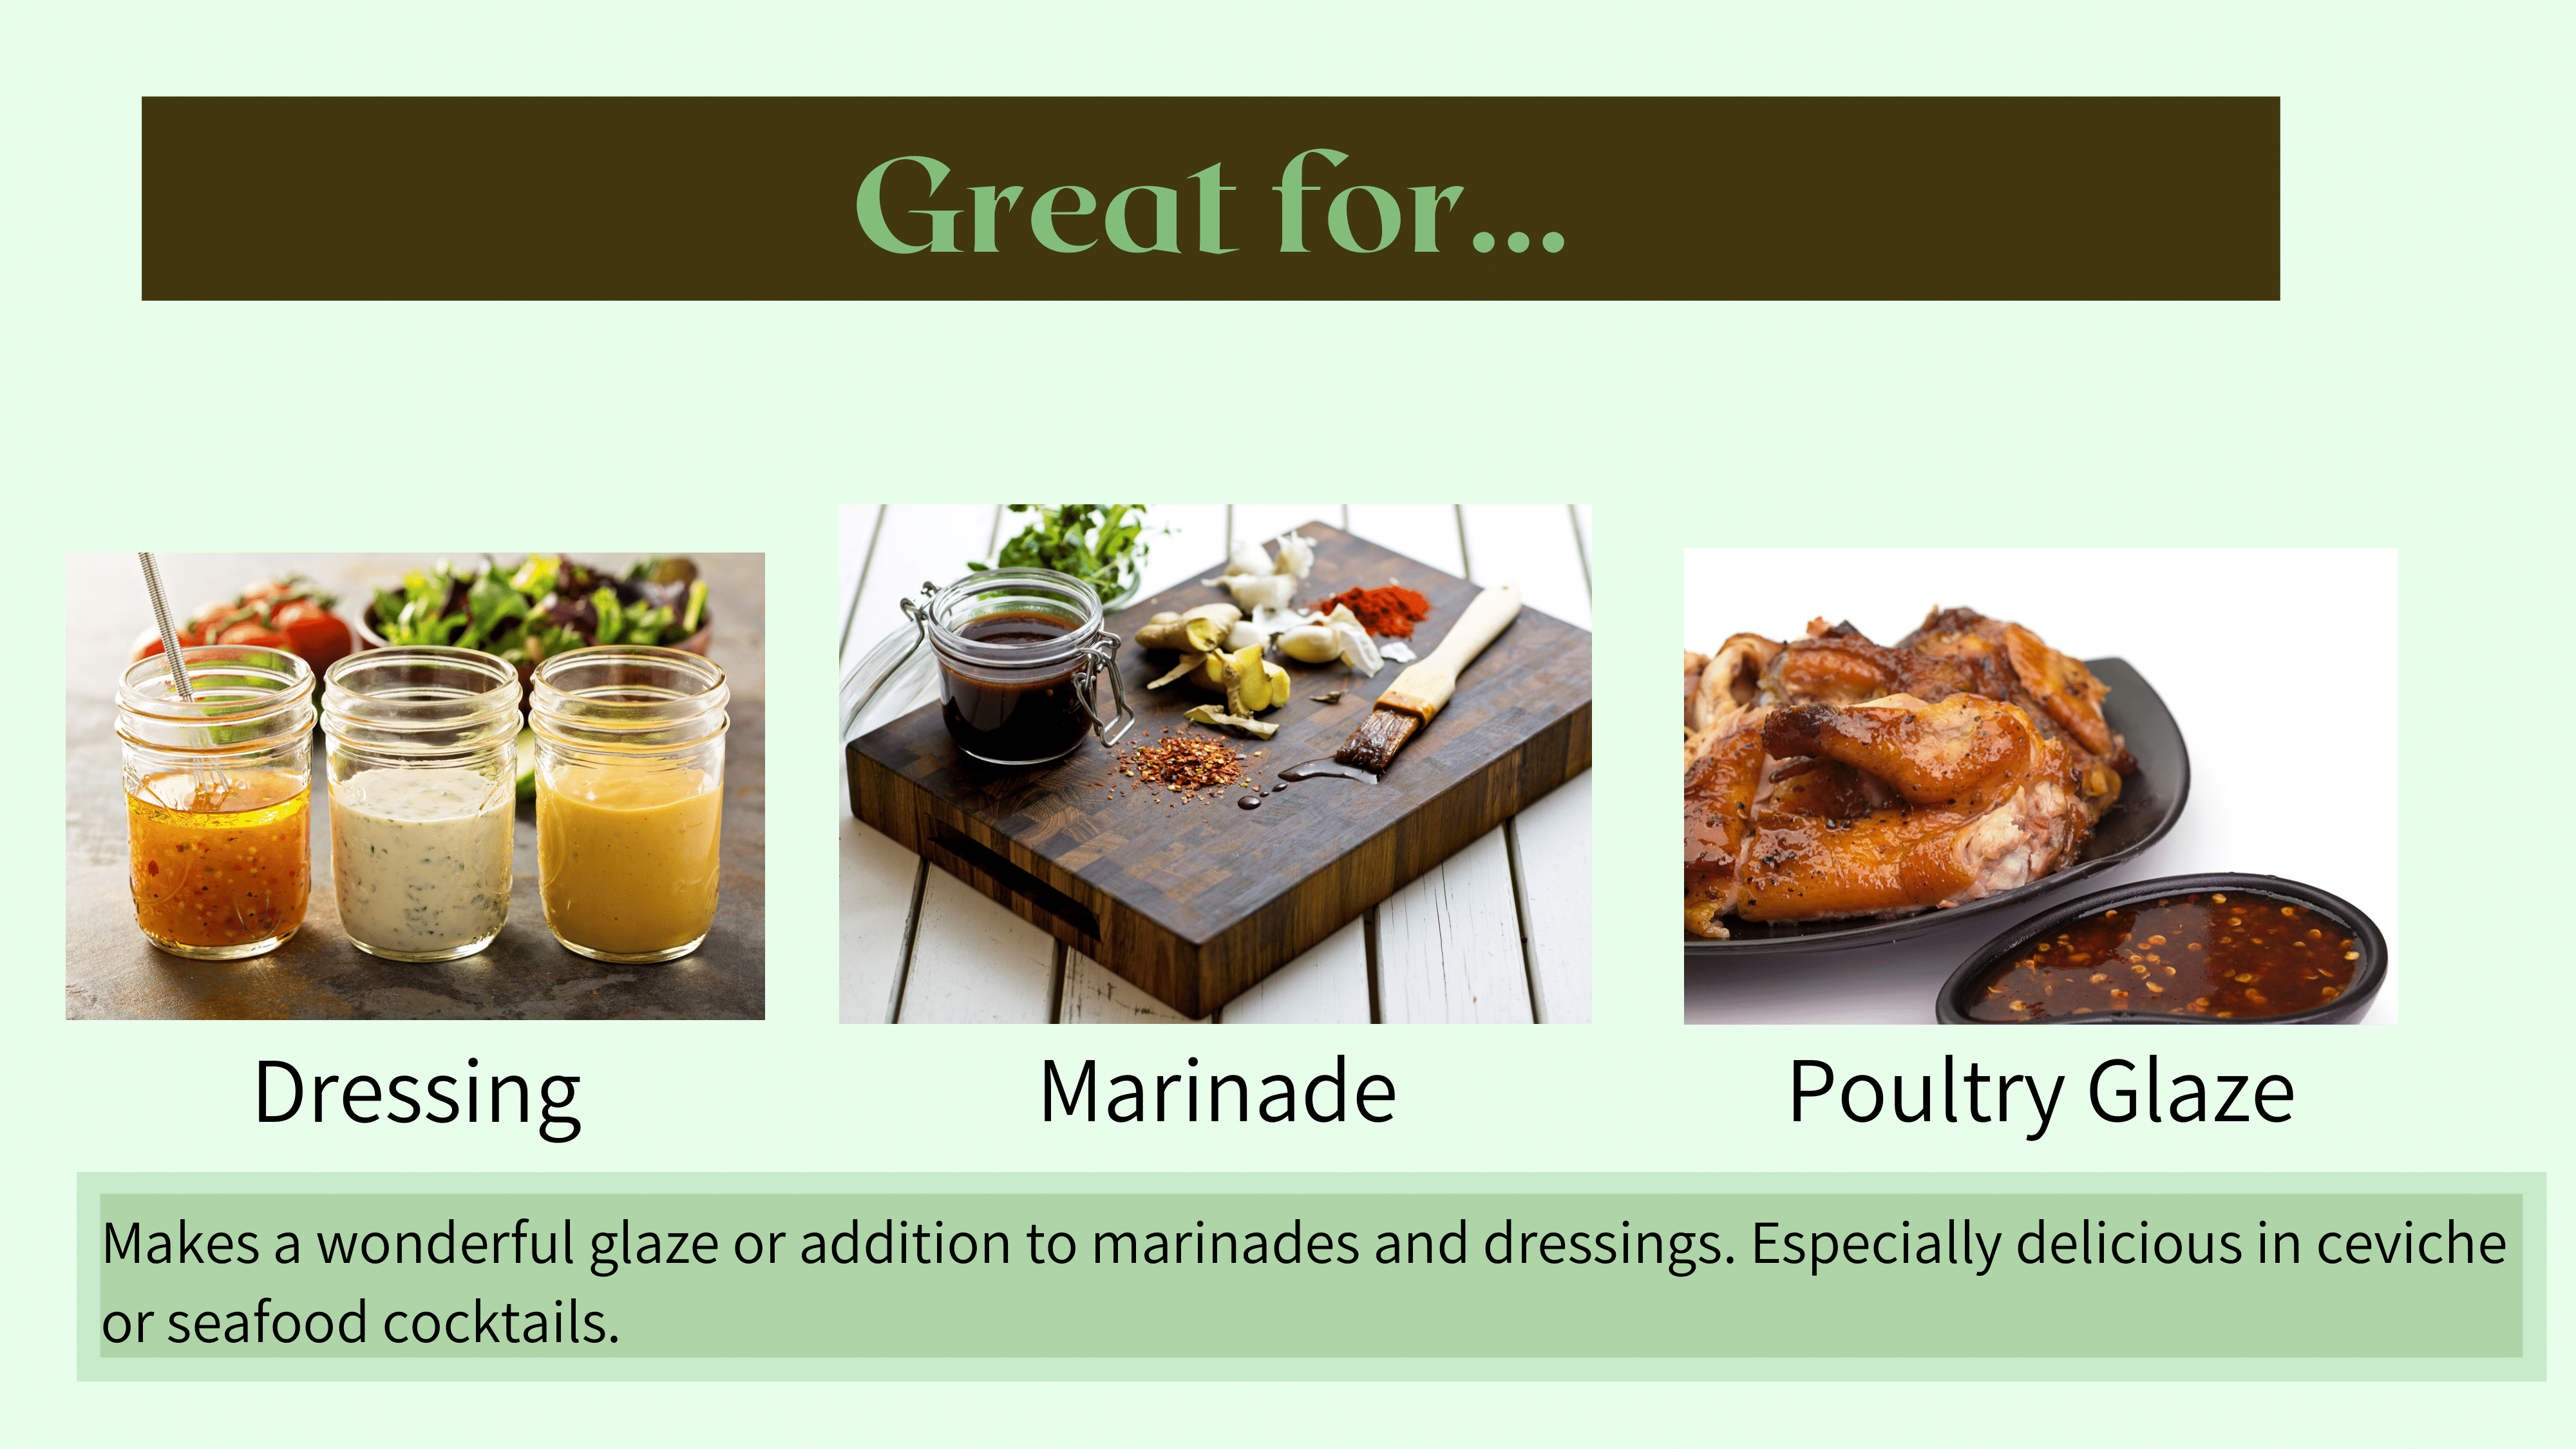 Great for...
Dressing
Marinade
Poultry Glaze
Makes a wonderful glaze or addition to marinades and dressings. Especially delicious in ceviche
or seafood cocktails.